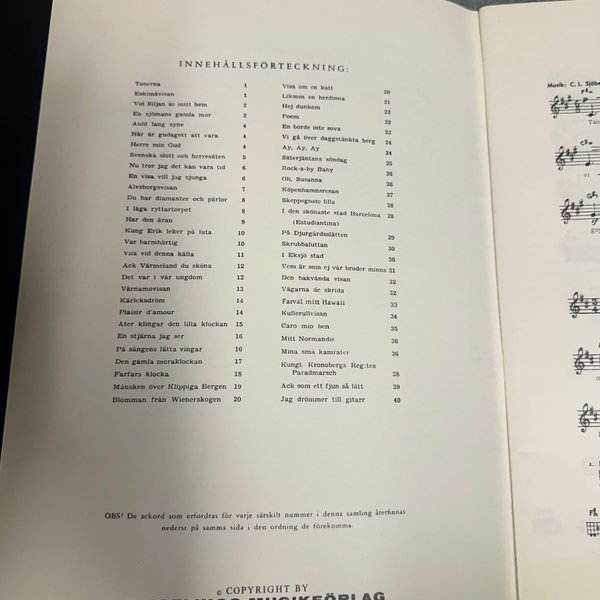 INNEHÅLLSFÖRTECKNING:
Tonerna 1
Eskimåvisan 1
Vid Siljan är mitt hem 2
En sjömans gamla mor 2
Auld lang syne 4
Här är gudagott att vara 4
Herre min Gud 4
Svenska slott och herresäten 5
Nu tror jag det kan vara tid 6
En visa vill jag sjunga 6
Älvsborgsvisan 7
Du har diamanter och pärlor 8
I låga ryttartorpet 8
Har den äran 9
Kung Erik leker på luta 10
Var barmhärtig 10
Vila vid denna källa 11
Ack Värmeland du sköna 12
Det var i vår ungdom 12
Värnamovisan 13
Kärleksdröm 14
Plaisir d'amour 14
Åter klingar den lilla klockan 15
En stjärna jag ser 16
På sångens lätta vingar 16
Den gamla moraklockan 17
Farfars klocka 18
Månsken över Klippiga Bergen 19
Blomman från Wienerskogen 20
Visa om en katt 20
Liksom en herdinna 21
Hej dunkom 22
Poem 22
En borde inte sova 23
Vi gå över daggstänkta berg 24
Ay, Ay, Ay 24
Säterjäntans söndag 25
Rock-a-by Baby 26
Oh, Susanna 26
Köpenhamnsresan 27
Skeppsgosse lilla 28
I den skönaste stad Barcelona 28
(Estudiantina)
På Djurgårdsslätten 29
Skrubbaluttan 30
I Eksjö stad 30
Vem är som ej vår broder minns 31
Den bakvända visan 32
Vägarna de skrida 32
Farväl mitt Hawaii 33
Kullerullvisan 34
Caro mio ben 35
Mitt Normandie 36
Mina små kamrater 36
Kungl. Kronobergs Reg:tes
Paradmarsch 38
Ack som ett fjun så lätt 39
Jag drömmer till gitarr 40
OBS! De ackord som erfordras för varje särskilt nummer i denna samling återfinnas
nederst på samma sida i den ordning de förekomma.
© COPYRIGHT BY
MUSIKFÖRLAG
Musik: C. L.